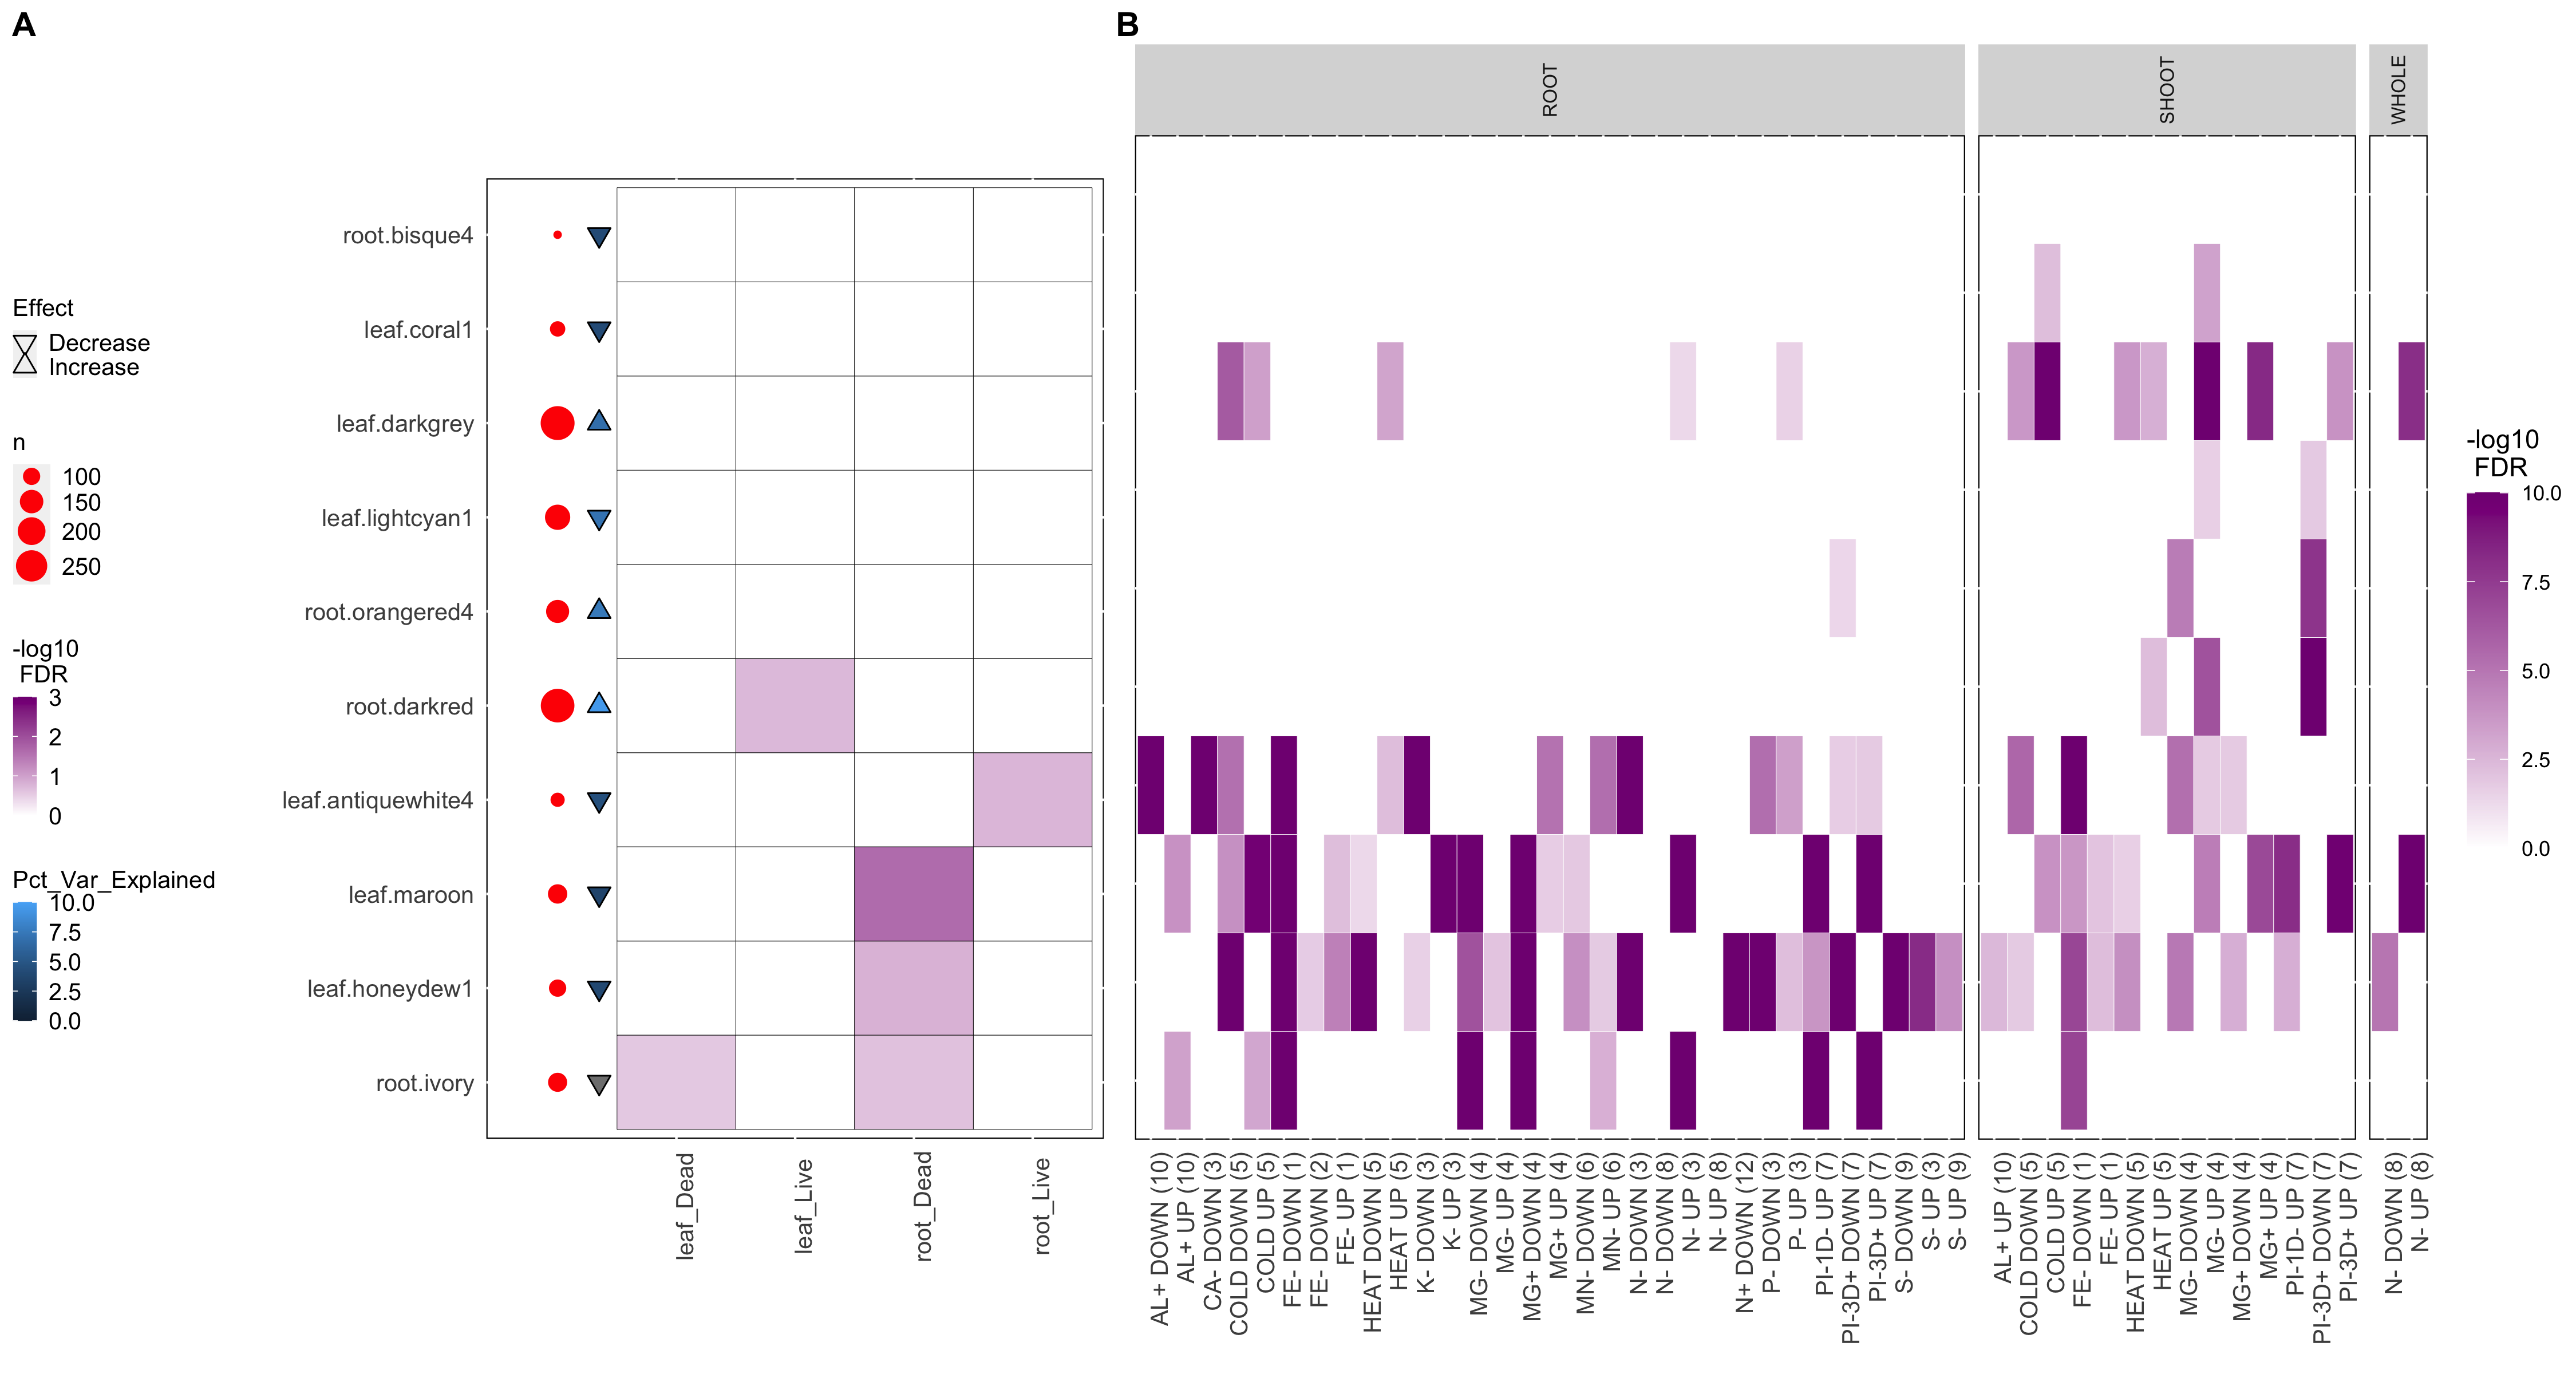 A
B
ROOT
SHOOT
WHOLE
Effect
Decrease
Increase
n
100
150
200
250
-log10
FDR
3
2
1
0
Pct_Var_Explained
10.0
7.5
5.0
2.5
0.0
root.bisque4
leaf.coral1
leaf.darkgrey
leaf.lightcyan1
root.orangered4
root.darkred
leaf.antiquewhite4
leaf.maroon
leaf.honeydew1
root.ivory
leaf_Dead
leaf_Live
root_Dead
root_Live
AL+ DOWN (10)
AL+ UP (10)
CA- DOWN (3)
COLD DOWN (5)
COLD UP (5)
FE- DOWN (1)
FE- DOWN (2)
FE- UP (1)
HEAT DOWN (5)
HEAT UP (5)
K- DOWN (3)
K- UP (3)
MG- DOWN (4)
MG- UP (4)
MG+ DOWN (4)
MG+ UP (4)
MN- DOWN (6)
MN- UP (6)
N- DOWN (3)
N- DOWN (8)
N- UP (3)
N- UP (8)
N+ DOWN (12)
P- DOWN (3)
P- UP (3)
PI-1D- UP (7)
PI-3D+ DOWN (7)
PI-3D+ UP (7)
S- DOWN (9)
S- UP (3)
S- UP (9)
AL+ UP (10)
COLD DOWN (5)
COLD UP (5)
FE- DOWN (1)
FE- UP (1)
HEAT DOWN (5)
HEAT UP (5)
MG- DOWN (4)
MG- UP (4)
MG+ DOWN (4)
MG+ UP (4)
PI-1D- UP (7)
PI-3D+ DOWN (7)
PI-3D+ UP (7)
N- DOWN (8)
N- UP (8)
-log10
FDR
10.0
7.5
5.0
2.5
0.0